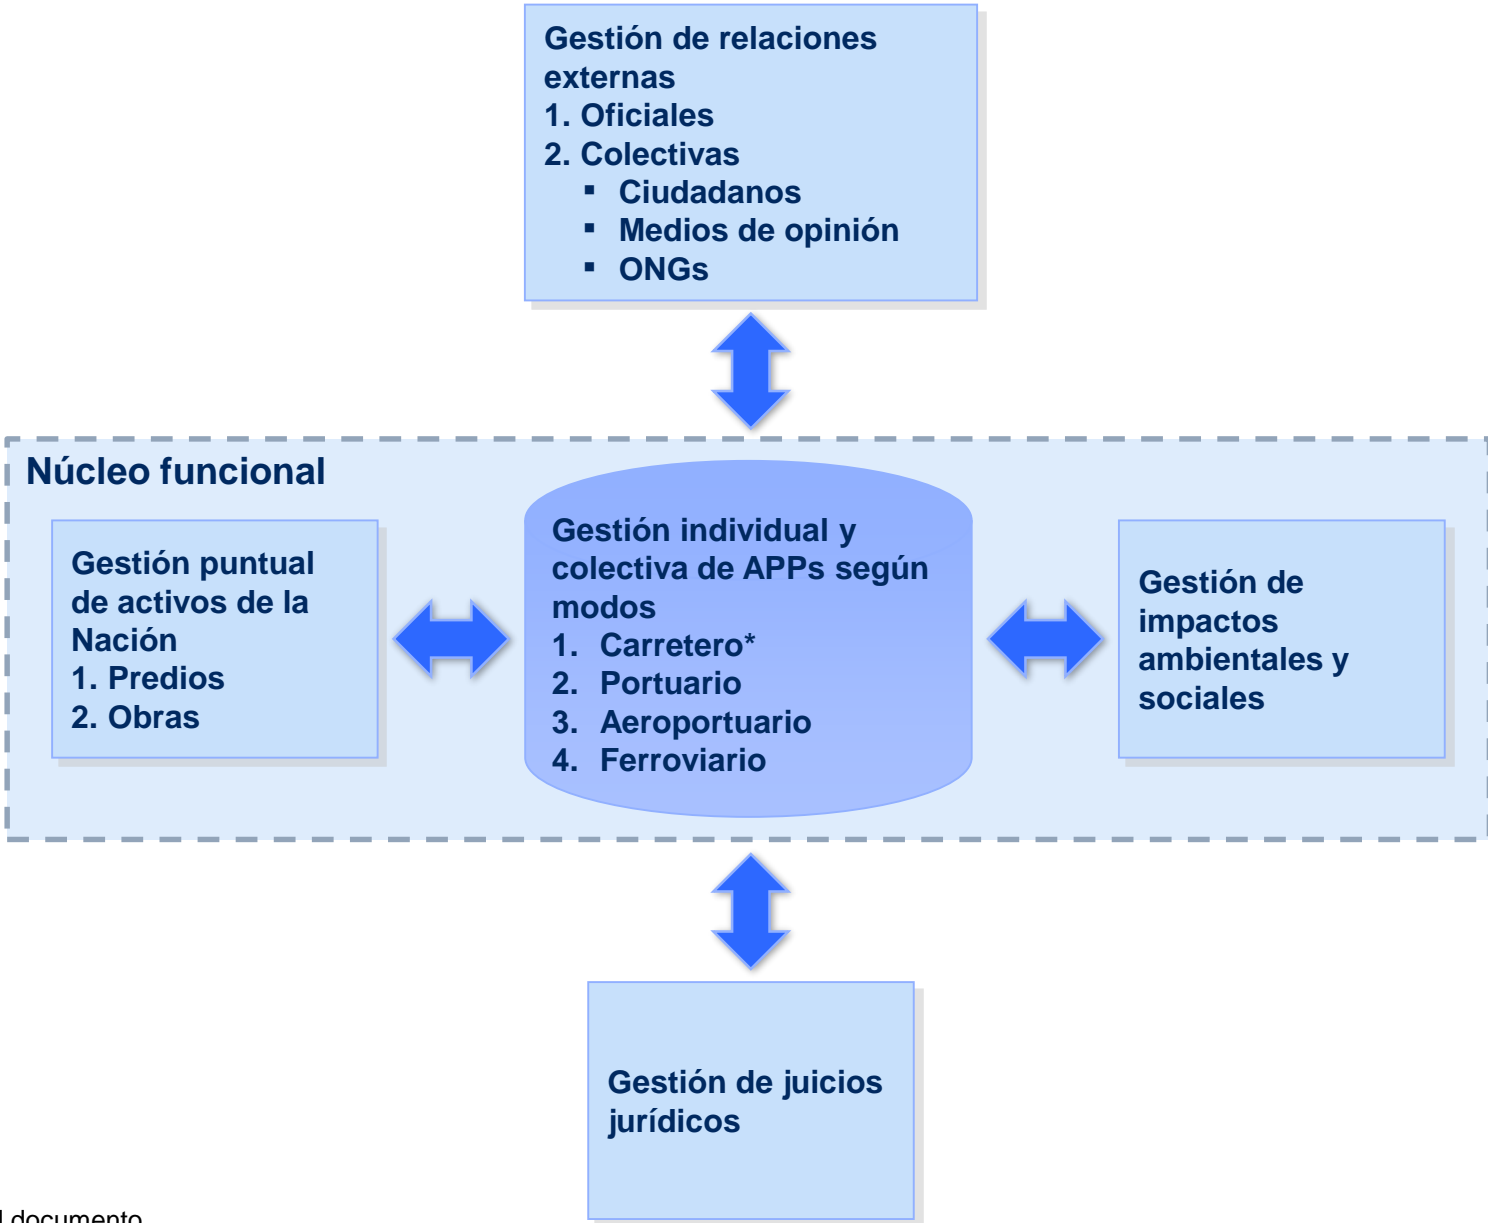 Gestión de relaciones
externas
1. Oficiales
2. Colectivas
▪ Ciudadanos
▪ Medios de opinión
▪ ONGs
Núcleo funcional
Gestión puntual
de activos de la
Nación
1. Predios
2. Obras
Gestión individual y
colectiva de APPs según
modos
1. Carretero*
2. Portuario
3. Aeroportuario
4. Ferroviario
Gestión de
impactos
ambientales y
sociales
Gestión de juicios
jurídicos
documento